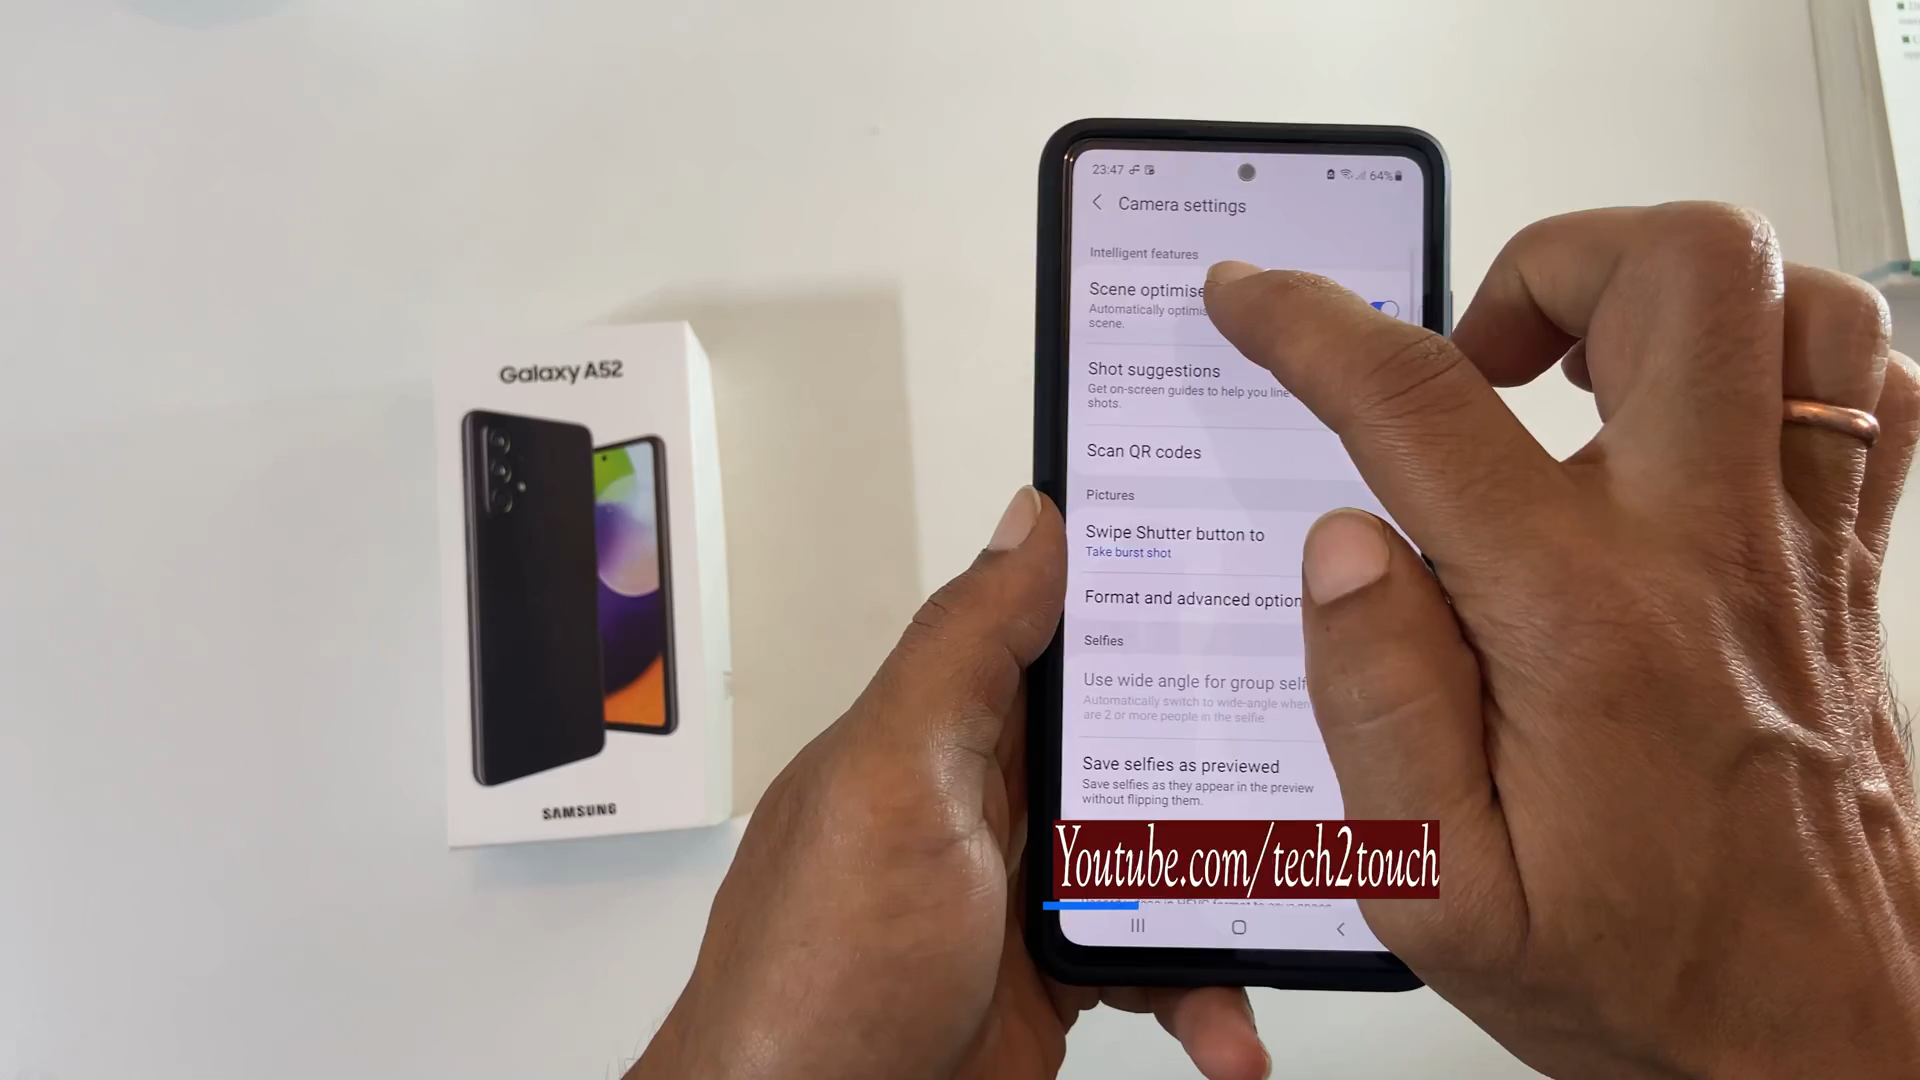 Galaxy A52
SAMSUNG
23:47
64%
Camera settings
Intelligent features
Scene optimise
Automatically optimis
scene.
Shot suggestions
Get on-screen guides to help you line
shots.
Scan QR codes
Pictures
Swipe Shutter button to
Take burst shot
Format and advanced option
Selfies
Use wide angle for group self
Automatically switch to wide-angle when
are 2 or more people in the selfie.
Save selfies as previewed
Save selfies as they appear in the preview
without flipping them.
Youtube.com/tech2touch